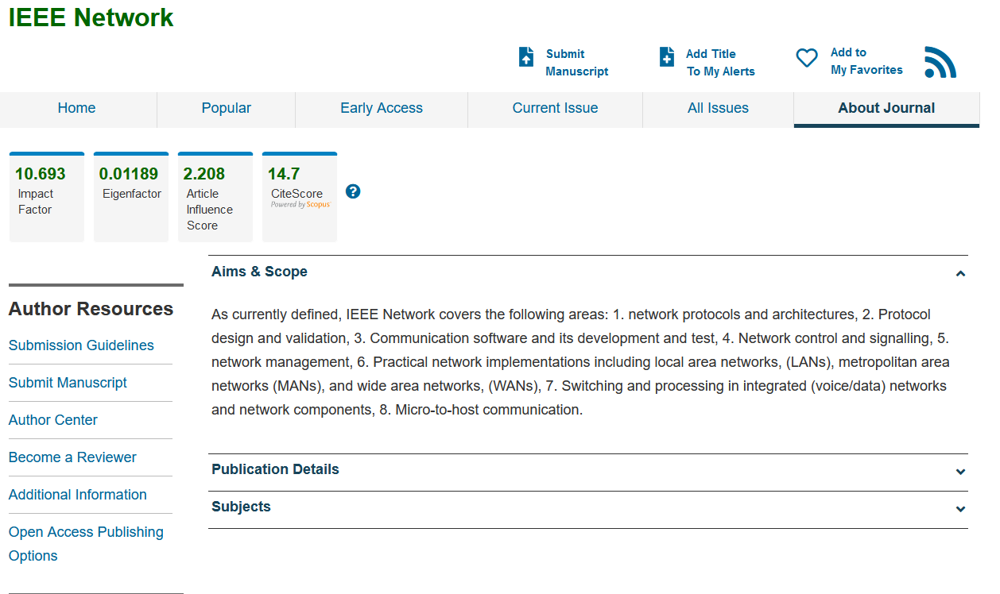 IEEE Network
Submit
Manuscript
Add Title
To My Alerts
Add to
My Favorites
Home
Popular
Early Access
Current Issue
All Issues
About Journal
10.693
Impact
Factor
0.01189
Eigenfactor
2.208
Article
Influence
Score
14.7
CiteScore
Powered by Scopus
?
Author Resources
Submission Guidelines
Submit Manuscript
Author Center
Become a Reviewer
Additional Information
Open Access Publishing
Options
Aims & Scope
As currently defined, IEEE Network covers the following areas: 1. network protocols and architectures, 2. Protocol
design and validation, 3. Communication software and its development and test, 4. Network control and signalling, 5.
network management, 6. Practical network implementations including local area networks, (LANs), metropolitan area
networks (MANs), and wide area networks, (WANs), 7. Switching and processing in integrated (voice/data) networks
and network components, 8. Micro-to-host communication.
Publication Details
Subjects